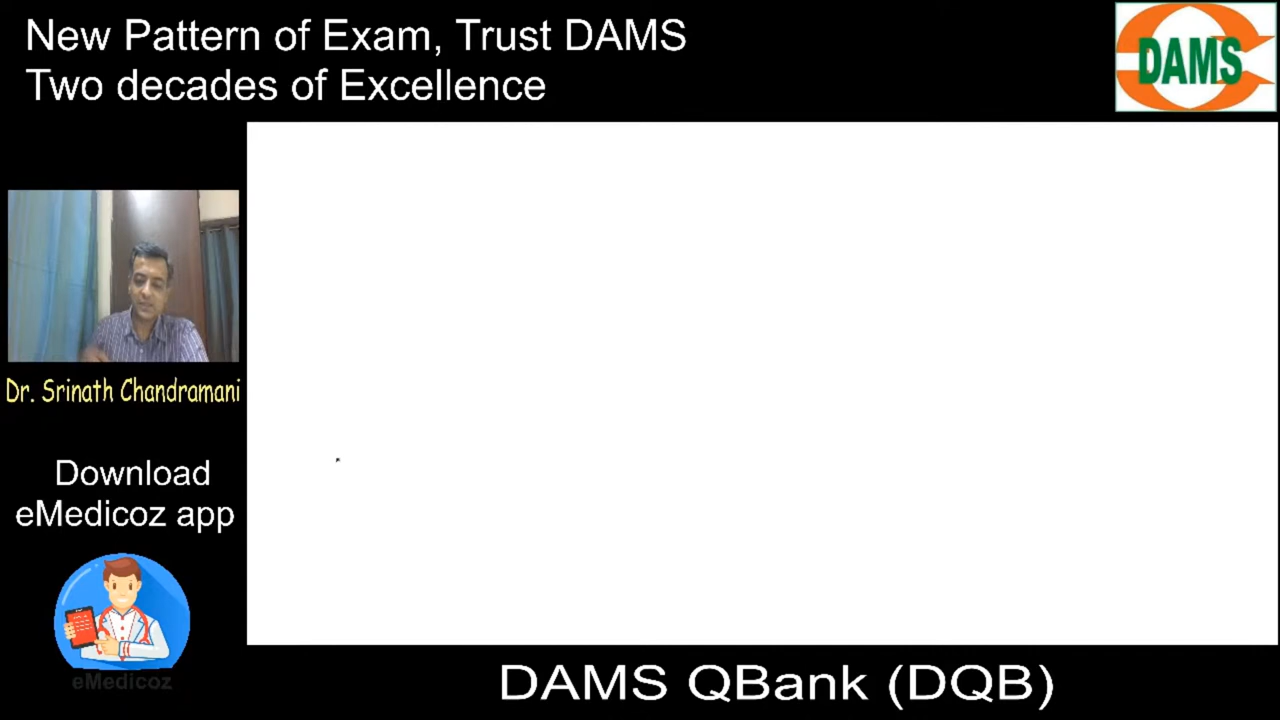 New Pattern of Exam, Trust DAMS
Two decades of Excellence
DAMS
Dr. Srinath Chandramani
Download
eMedicoz app
eMedicoz
DAMS QBank (DQB)